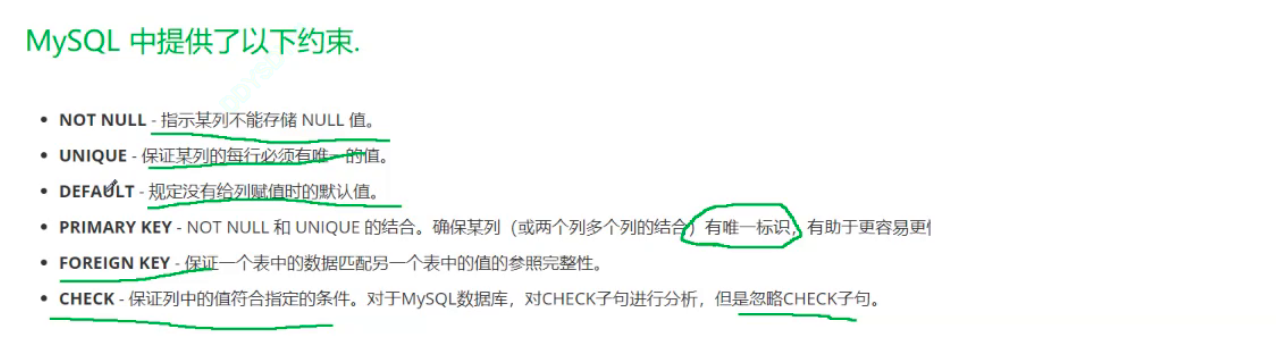 MySQL 中提供了以下约束.
NOT NULL - 指示某列不能存储 NULL 值。
UNIQUE - 保证某列的每行必须有唯一的值。
DEFAULT - 规定没有给列赋值时的默认值。
PRIMARY KEY - NOT NULL 和 UNIQUE 的结合。确保某列（或两个列多个列的结合）有唯一标识，有助于更容易更
FOREIGN KEY - 保证一个表中的数据匹配另一个表中的值的参照完整性。
CHECK - 保证列中的值符合指定的条件。对于MySQL数据库，对CHECK子句进行分析，但是忽略CHECK子句。